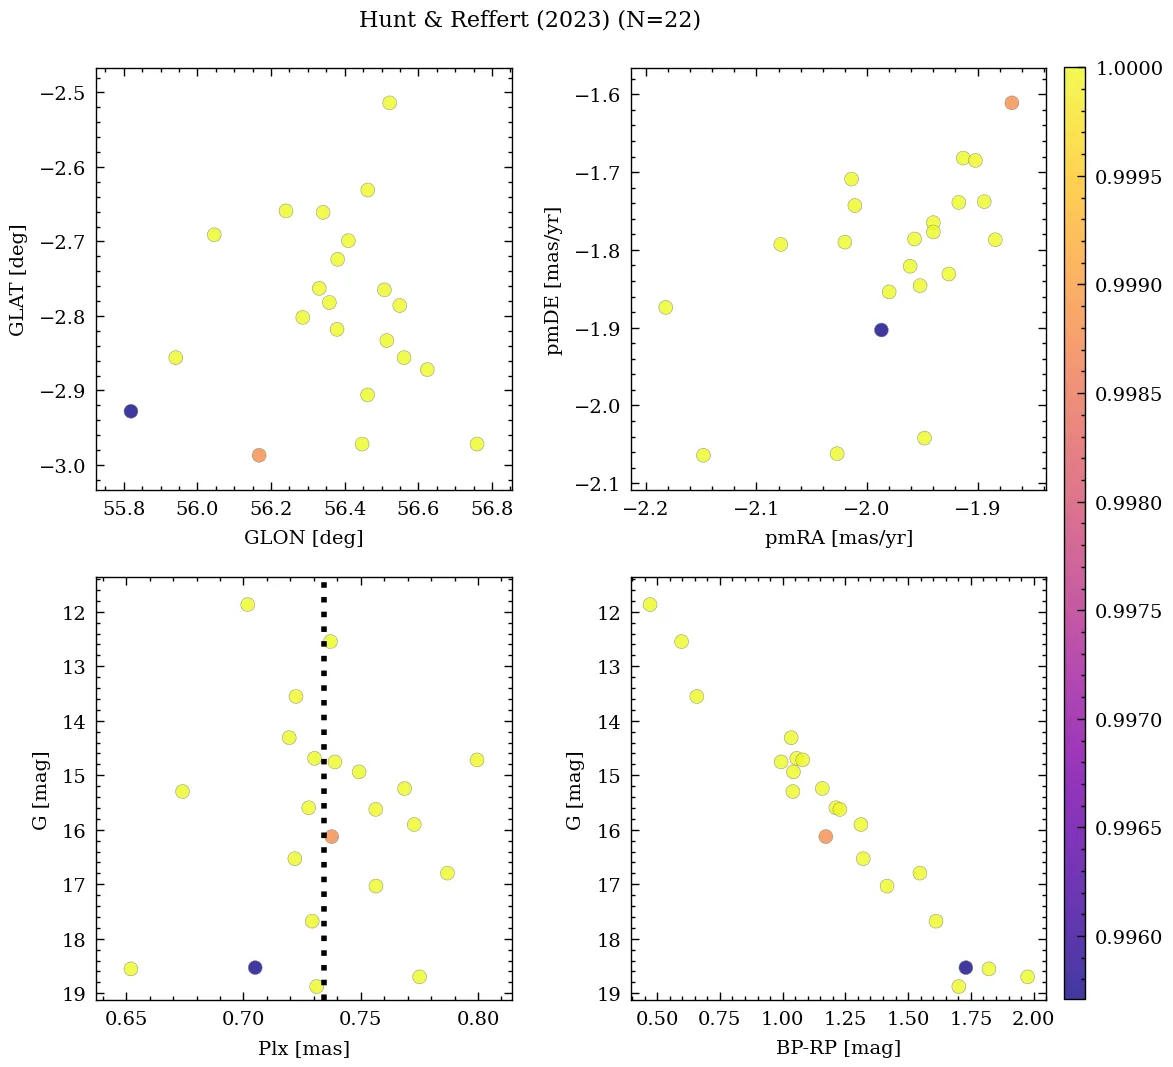 Hunt & Reffert (2023) (N=22)
−2.5
−2.6
−2.7
−2.8
−2.9
−3.0
GLAT [deg]
55.8 56.0 56.2 56.4 56.6 56.8
GLON [deg]
−1.6
−1.7
−1.8
−1.9
−2.0
−2.1
pmDE [mas/yr]
−2.2 −2.1 −2.0 −1.9
pmRA [mas/yr]
12
13
14
15
16
17
18
19
G [mag]
0.65 0.70 0.75 0.80
Plx [mas]
12
13
14
15
16
17
18
19
G [mag]
0.50 0.75 1.00 1.25 1.50 1.75 2.00
BP-RP [mag]
1.0000
0.9995
0.9990
0.9985
0.9980
0.9975
0.9970
0.9965
0.9960